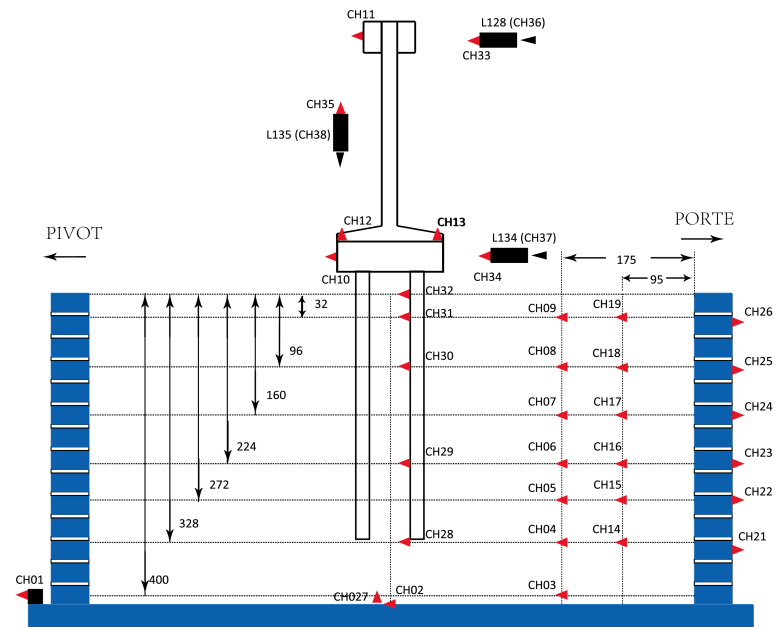 CH11
L128 (CH36)
CH33
CH35
L135 (CH38)
CH12
CH13
PIVOT
PORTE
L134 (CH37)
CH10
CH34
175
95
CH32
32
CH31
CH09
CH19
CH26
96
CH30
CH08
CH18
CH25
160
CH07
CH17
CH24
224
CH29
CH06
CH16
CH23
272
CH05
CH15
CH22
328
CH28
CH04
CH14
CH21
CH01
400
CH027
CH02
CH03